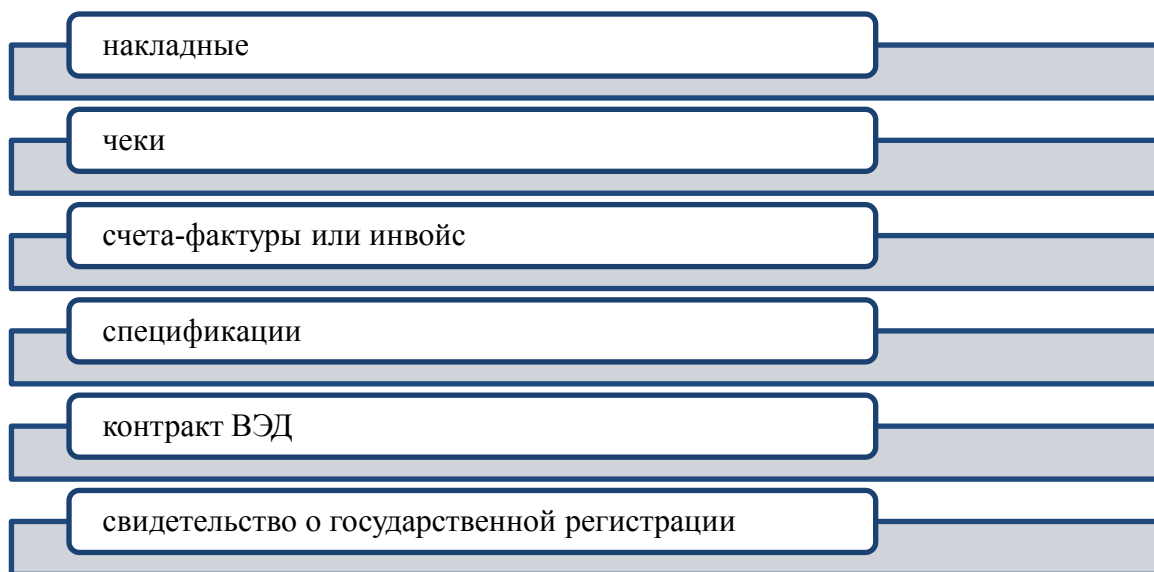 накладные
чеки
счета-фактуры или инвойс
спецификации
контракт ВЭД
свидетельство о государственной регистрации